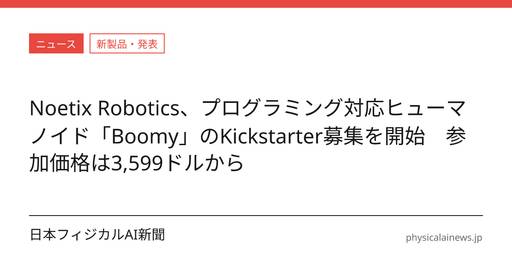 ニュース 新製品・発表
Noetix Robotics、プログラミング対応ヒューマ
ノイド「Boomy」のKickstarter募集を開始　参
加価格は3,599ドルから
日本フィジカルAI新聞 physicalainews.jp